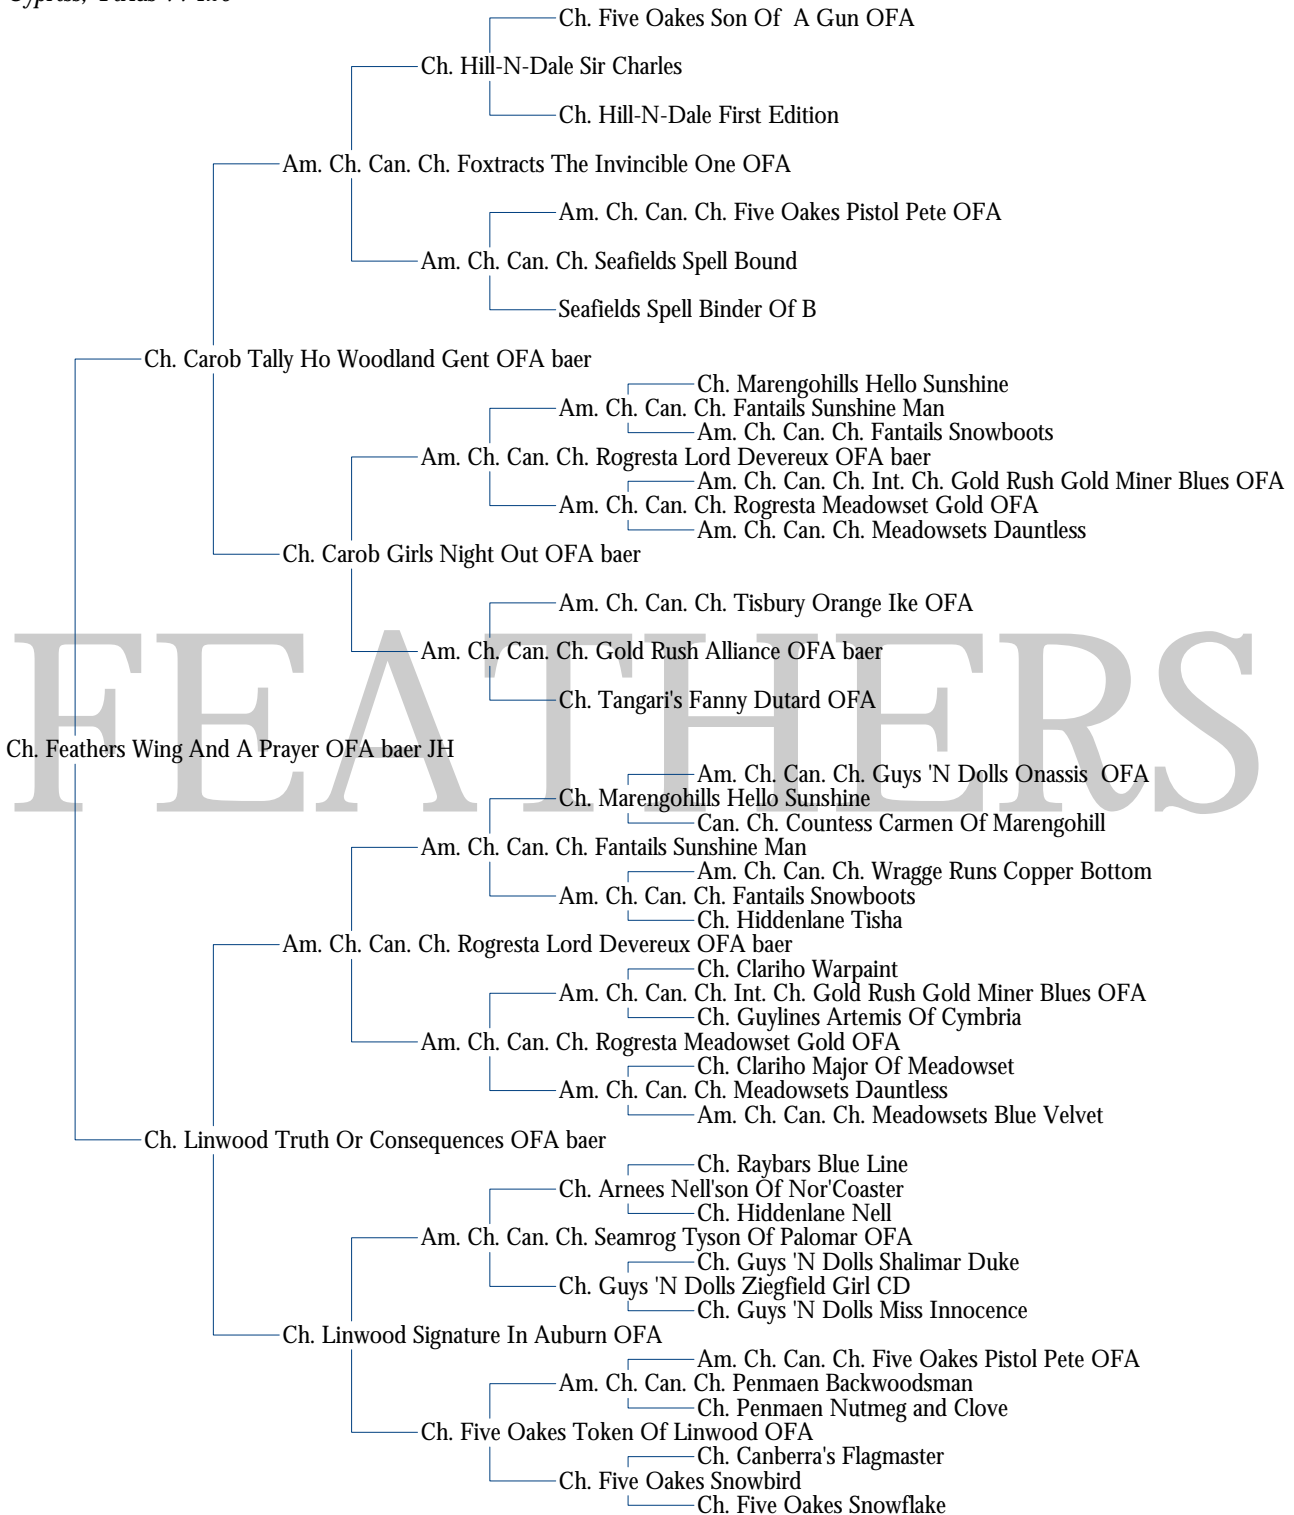 Ch. Five Oakes Son Of A Gun OFA
Ch. Hill-N-Dale Sir Charles
Ch. Hill-N-Dale First Edition
Am. Ch. Can. Ch. Foxtracts The Invincible One OFA
Am. Ch. Can. Ch. Five Oakes Pistol Pete OFA
Am. Ch. Can. Ch. Seafields Spell Bound
Seafields Spell Binder Of B
Ch. Carob Tally Ho Woodland Gent OFA baer
Ch. Marengohills Hello Sunshine
Am. Ch. Can. Ch. Fantails Sunshine Man
Am. Ch. Can. Ch. Fantails Snowboots
Am. Ch. Can. Ch. Rogresta Lord Devereux OFA baer
Am. Ch. Can. Ch. Int. Ch. Gold Rush Gold Miner Blues OFA
Am. Ch. Can. Ch. Rogresta Meadowset Gold OFA
Am. Ch. Can. Ch. Meadowsets Dauntless
Ch. Carob Girls Night Out OFA baer
Am. Ch. Can. Ch. Tisbury Orange Ike OFA
Am. Ch. Can. Ch. Gold Rush Alliance OFA baer
Ch. Tangari's Fanny Dutard OFA
FEATHERS
Ch. Feathers Wing And A Prayer OFA baer JH
Am. Ch. Can. Ch. Guys 'N Dolls Onassis OFA
Ch. Marengohills Hello Sunshine
Can. Ch. Countess Carmen Of Marengohill
Am. Ch. Can. Ch. Fantails Sunshine Man
Am. Ch. Can. Ch. Wragge Runs Copper Bottom
Am. Ch. Can. Ch. Fantails Snowboots
Ch. Hiddenlane Tisha
Am. Ch. Can. Ch. Rogresta Lord Devereux OFA baer
Ch. Clariho Warpaint
Am. Ch. Can. Ch. Int. Ch. Gold Rush Gold Miner Blues OFA
Ch. Guylines Artemis Of Cymbria
Am. Ch. Can. Ch. Rogresta Meadowset Gold OFA
Ch. Clariho Major Of Meadowset
Am. Ch. Can. Ch. Meadowsets Dauntless
Am. Ch. Can. Ch. Meadowsets Blue Velvet
Ch. Linwood Truth Or Consequences OFA baer
Ch. Raybars Blue Line
Ch. Arnees Nell'son Of Nor'Coaster
Ch. Hiddenlane Nell
Am. Ch. Can. Ch. Seamrog Tyson Of Palomar OFA
Ch. Guys 'N Dolls Shalimar Duke
Ch. Guys 'N Dolls Ziegfield Girl CD
Ch. Guys 'N Dolls Miss Innocence
Ch. Linwood Signature In Auburn OFA
Am. Ch. Can. Ch. Five Oakes Pistol Pete OFA
Am. Ch. Can. Ch. Penmaen Backwoodsman
Ch. Penmaen Nutmeg and Clove
Ch. Five Oakes Token Of Linwood OFA
Ch. Canberra's Flagmaster
Ch. Five Oakes Snowbird
Ch. Five Oakes Snowflake